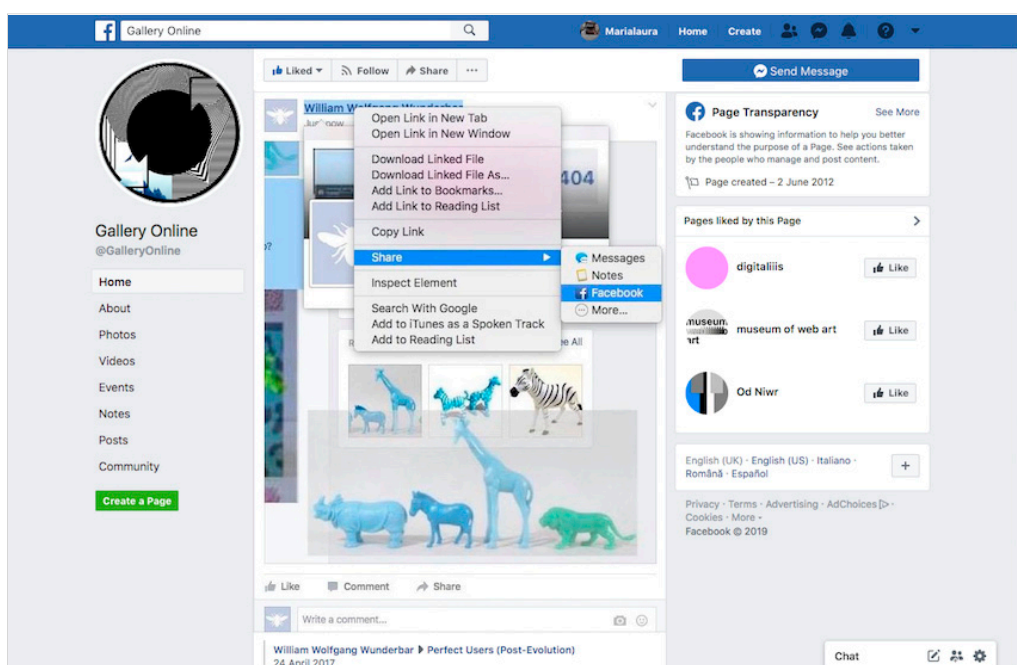 Gallery Online
Marialaura
Home
Create
Liked
Follow
Share
Send Message
William Wolfgang Wunderbar
Just now
404
Open Link in New Tab
Open Link in New Window
Download Linked File
Download Linked File As...
Add Link to Bookmarks...
Add Link to Reading List
Copy Link
Share
Inspect Element
Search With Google
Add to iTunes as a Spoken Track
Add to Reading List
Messages
Notes
Facebook
More...
ee All
Gallery Online
@GalleryOnline
Home
About
Photos
Videos
Events
Notes
Posts
Community
Create a Page
Like
Comment
Share
Write a comment...
William Wolfgang Wunderbar Perfect Users (Post-Evolution)
24 April 2017
Page Transparency
See More
Facebook is showing information to help you better
understand the purpose of a Page. See actions taken
by the people who manage and post content.
Page created – 2 June 2012
Pages liked by this Page
digitaliiis
Like
museum.
art
museum of web art
Like
Od Niwr
Like
English (UK) · English (US) · Italiano ·
Română · Español
Privacy · Terms · Advertising · AdChoices ·
Cookies · More
Facebook © 2019
Chat